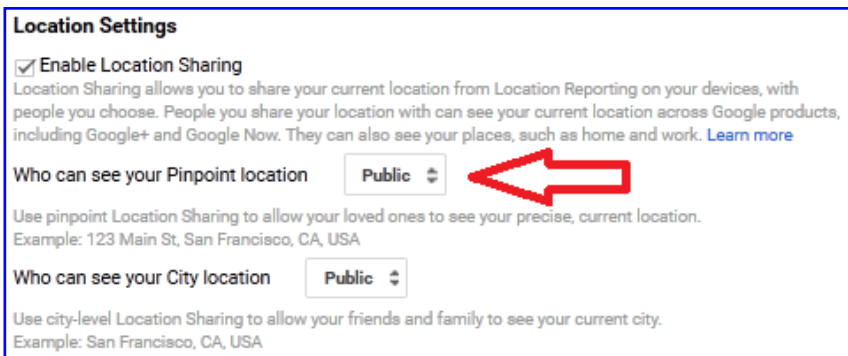 Location Settings
Enable Location Sharing
Location Sharing allows you to share your current location from Location Reporting on your devices, with
people you choose. People you share your location with can see your current location across Google products,
including Google+ and Google Now. They can also see your places, such as home and work. Learn more
Who can see your Pinpoint location Public
Use pinpoint Location Sharing to allow your loved ones to see your precise, current location.
Example: 123 Main St, San Francisco, CA, USA
Who can see your City location Public
Use city-level Location Sharing to allow your friends and family to see your current city.
Example: San Francisco, CA, USA